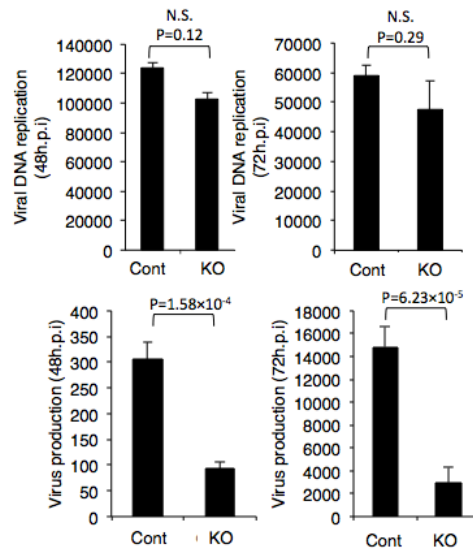 N.S.
P=0.12
Viral DNA replication
(48h.p.i)
140000
120000
100000
80000
60000
40000
20000
0
Cont KO
N.S.
P=0.29
Viral DNA replication
(72h.p.i)
70000
60000
50000
40000
30000
20000
10000
0
Cont KO
P=1.58×10-4
Virus production (48h.p.i)
400
350
300
250
200
150
100
50
0
Cont KO
P=6.23×10-5
Virus production (72h.p.i)
18000
16000
14000
12000
10000
8000
6000
4000
2000
0
Cont KO